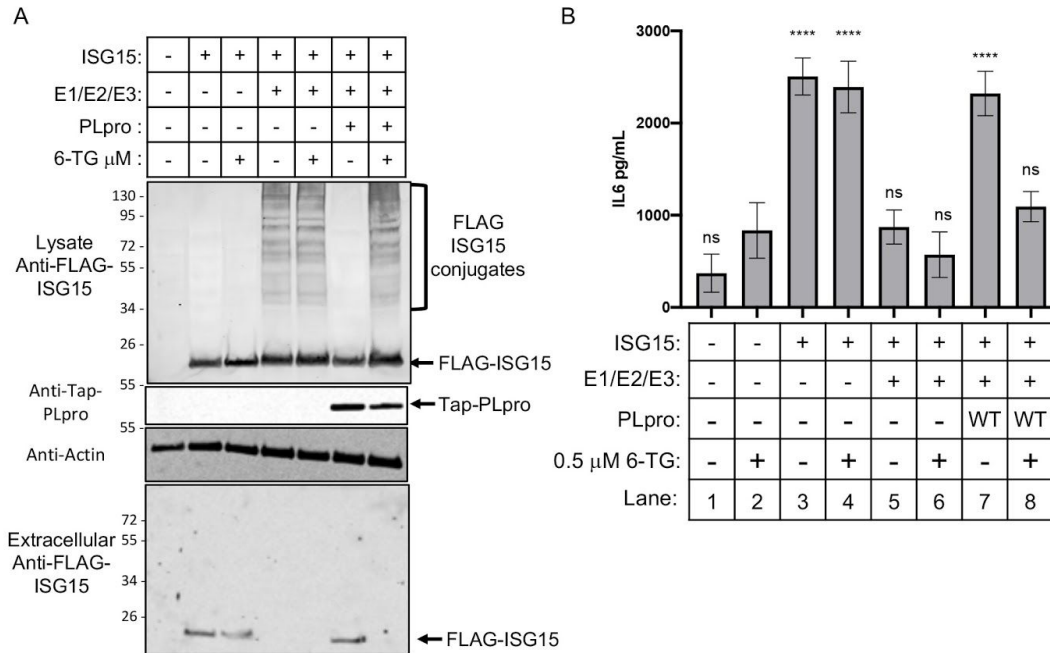 A
ISG15: - + + + + + +
E1/E2/E3: - - - + + + +
PLpro : - - - - - + +
6-TG μM: - - + - + - +
130 -
95 -
72 -
55 -
34 -
26 -
Lysate
Anti-FLAG-
ISG15
FLAG
ISG15
conjugates
FLAG-ISG15
55 -
Anti-Tap-
PLpro
Tap-PLpro
55 -
Anti-Actin
72 -
55 -
34 -
26 -
Extracellular
Anti-FLAG-
ISG15
FLAG-ISG15
B
IL6 pg/mL
3000
2000
1000
0
ns **** **** ns ns **** ns
ISG15: - - + + + + + +
E1/E2/E3: - - - - + + + +
PLpro: - - - - - - WT WT
0.5 μM 6-TG: - + - + - + - +
Lane: 1 2 3 4 5 6 7 8